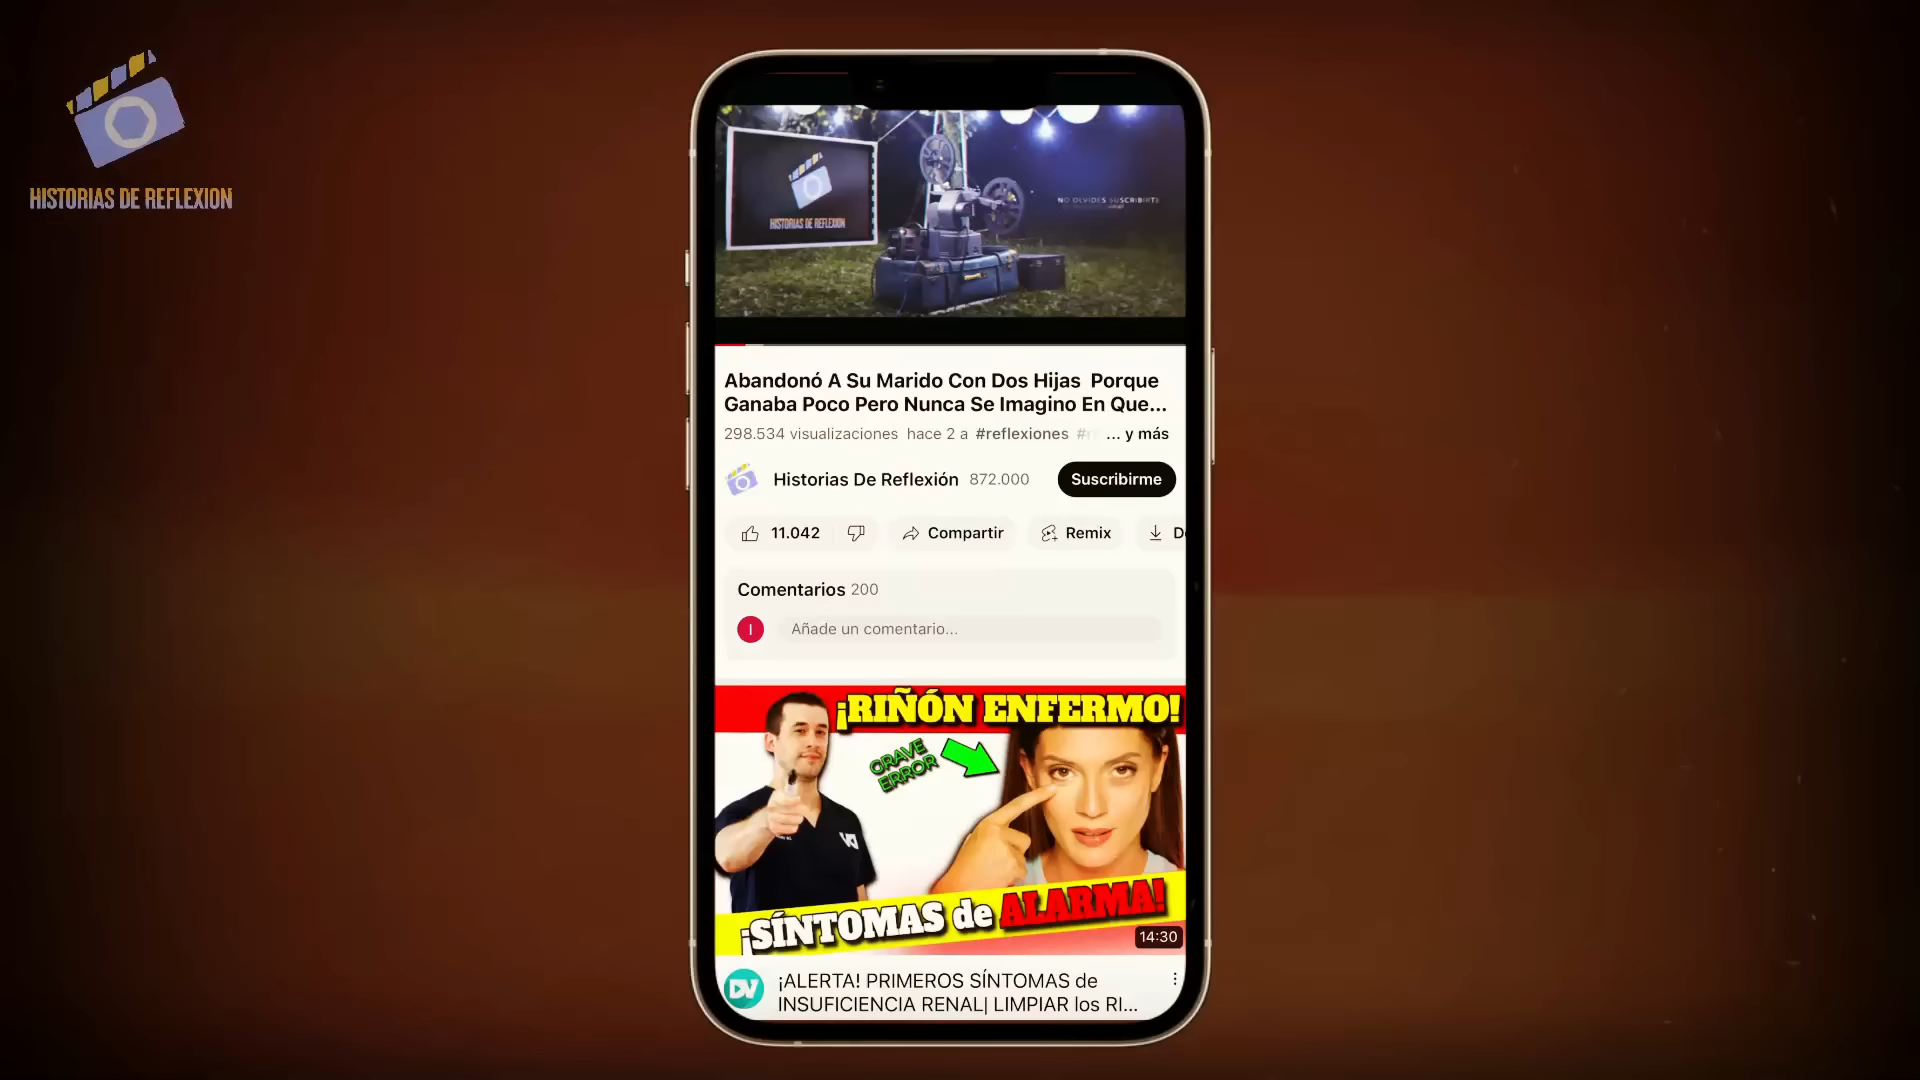 HISTORIAS DE REFLEXION
HISTORIAS DE REFLEXION
NO OLVIDES SUSCRIBIRTE
Abandonó A Su Marido Con Dos Hijas Porque
Ganaba Poco Pero Nunca Se Imagino En Que...
298.534 visualizaciones hace 2 a #reflexiones ... y más
Historias De Reflexión 872.000 Suscribirme
11.042 Compartir Remix
Comentarios 200
I Añade un comentario...
¡RIÑÓN ENFERMO!
GRAVE
ERROR
¡SÍNTOMAS de ALARMA!
14:30
DV ¡ALERTA! PRIMEROS SÍNTOMAS de
INSUFICIENCIA RENAL| LIMPIAR los RI...